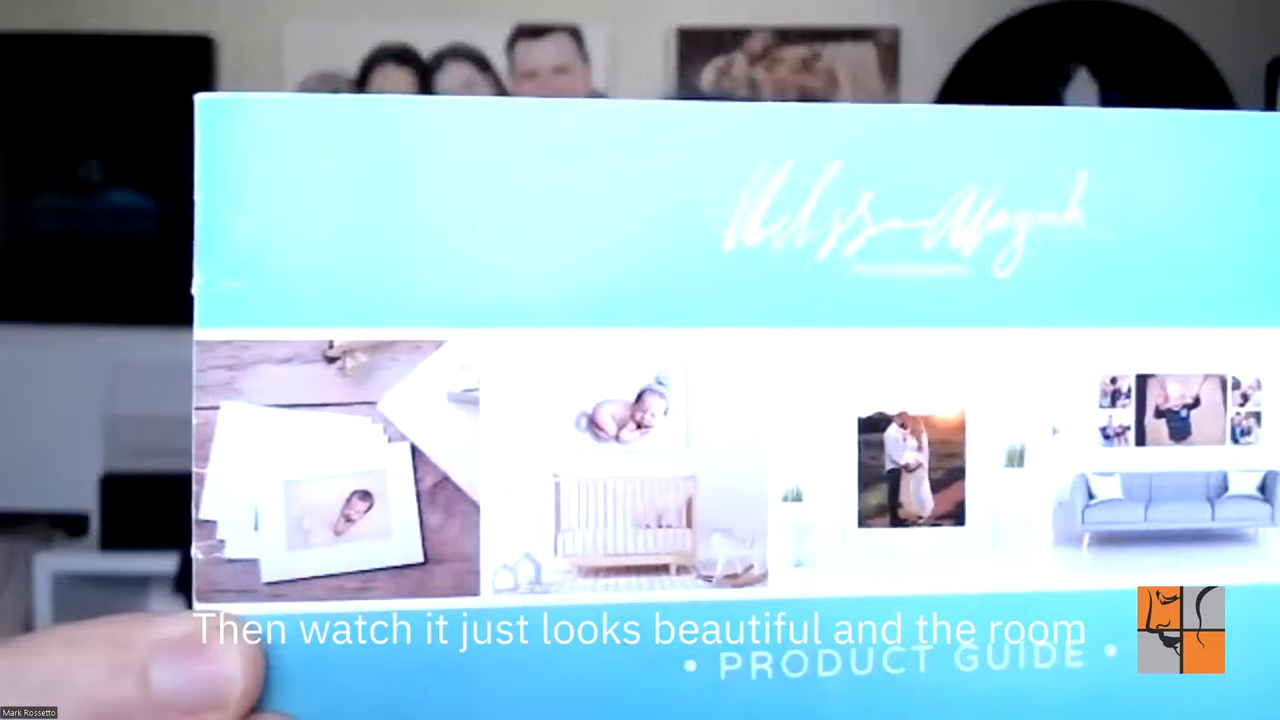 Then watch it just looks beautiful and the room
• PRODUCT GUIDE •
Mark Rossetto